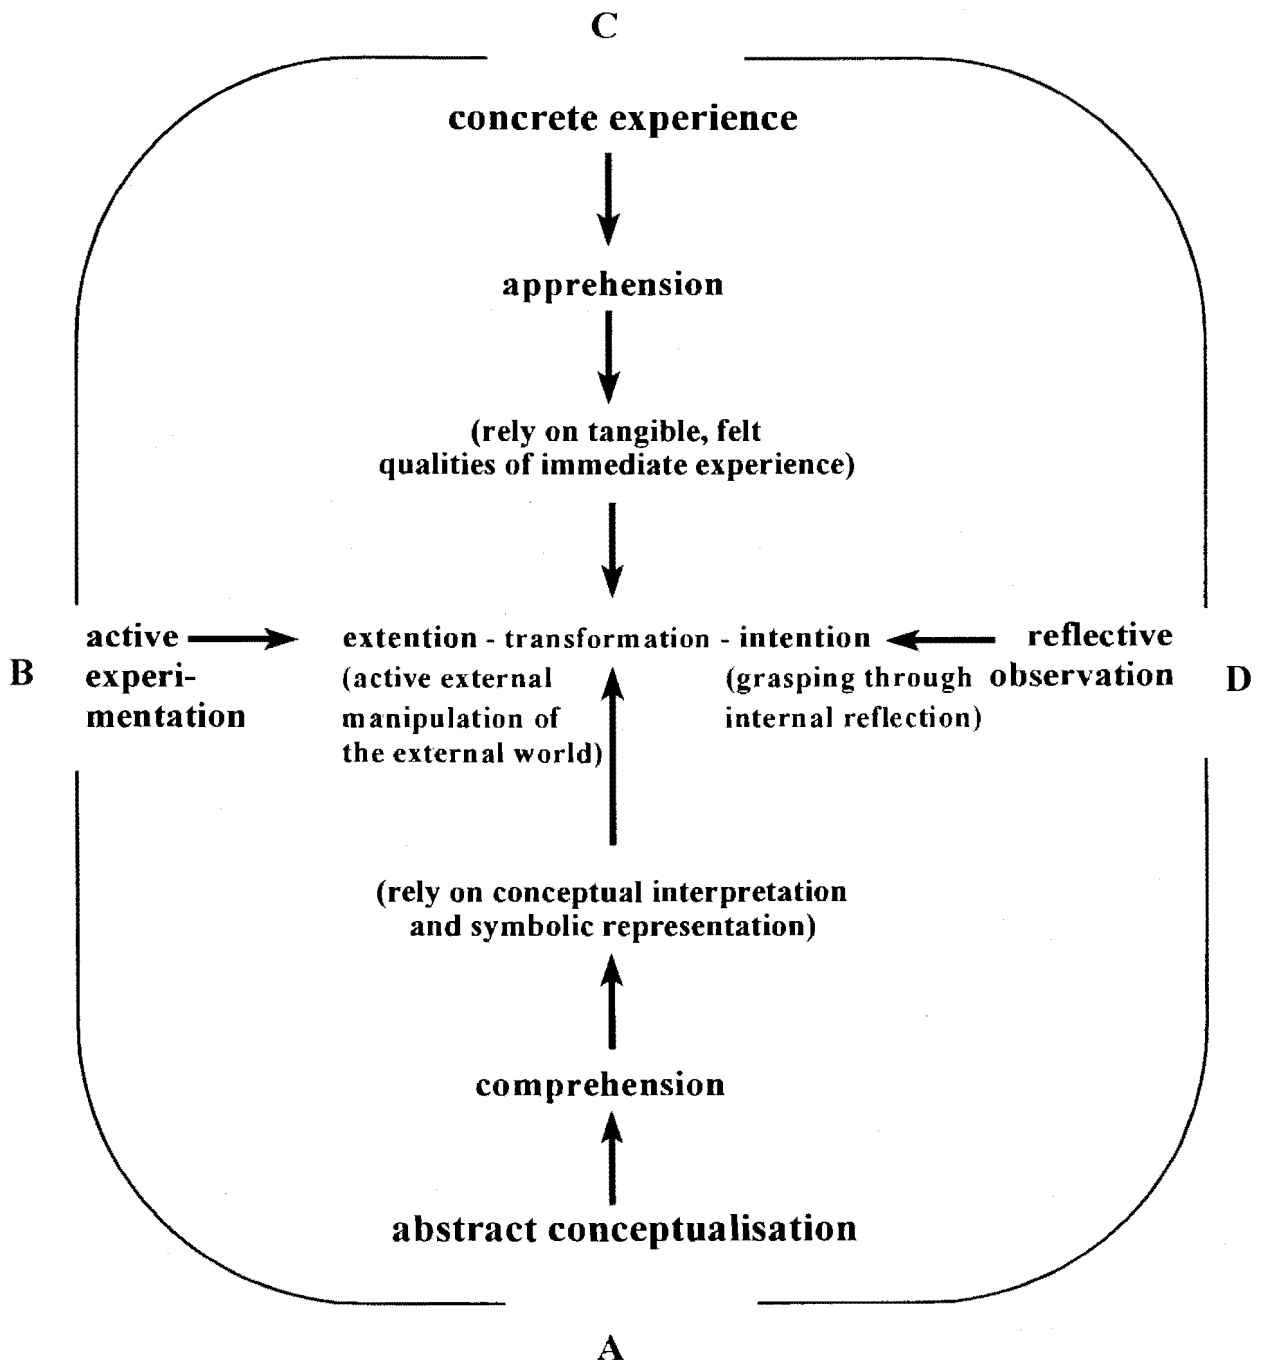 C
concrete experience
apprehension
(rely on tangible, felt
qualities of immediate experience)
active
experi-
mentation
B
extention - transformation - intention
(active external
manipulation of
the external world)
(grasping through
internal reflection)
reflective
observation
D
(rely on conceptual interpretation
and symbolic representation)
comprehension
abstract conceptualisation
A